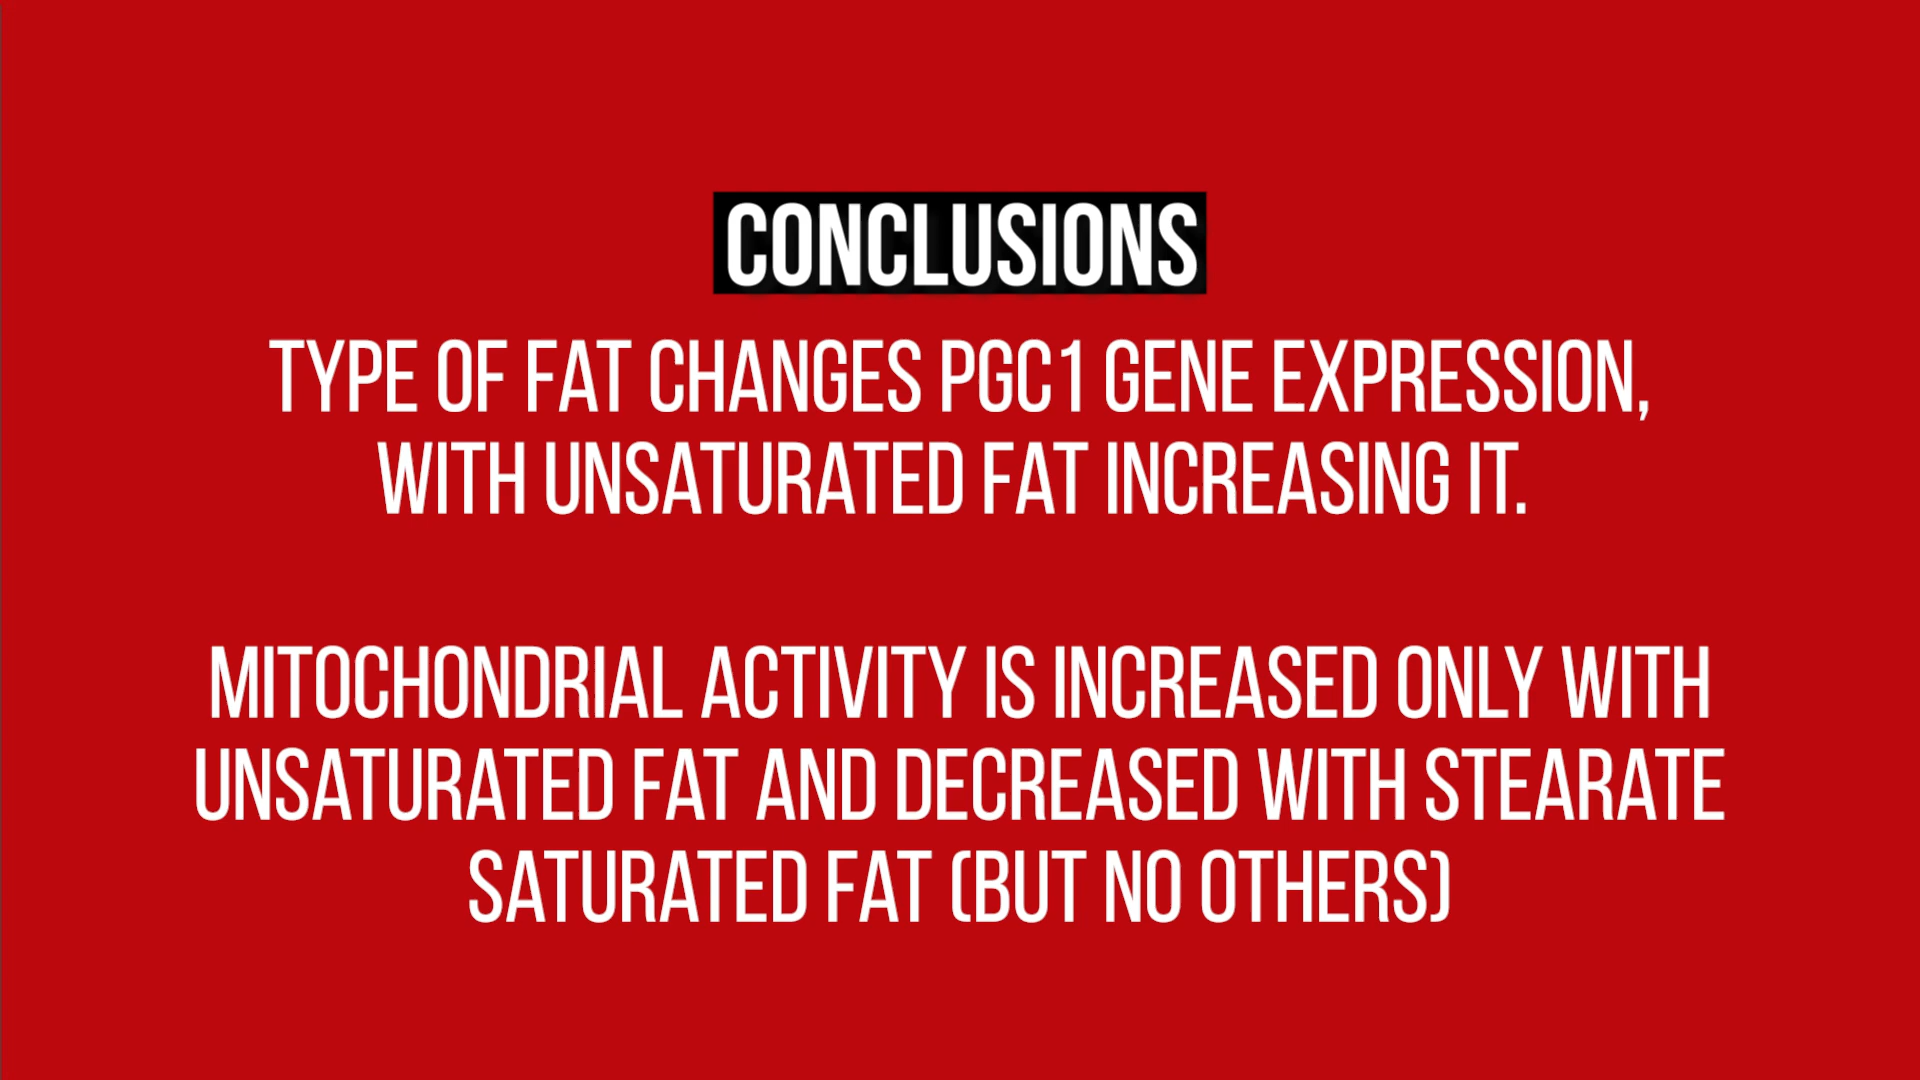 CONCLUSIONS
TYPE OF FAT CHANGES PGC1 GENE EXPRESSION,
WITH UNSATURATED FAT INCREASING IT.
MITOCHONDRIAL ACTIVITY IS INCREASED ONLY WITH
UNSATURATED FAT AND DECREASED WITH STEARATE
SATURATED FAT (BUT NO OTHERS)